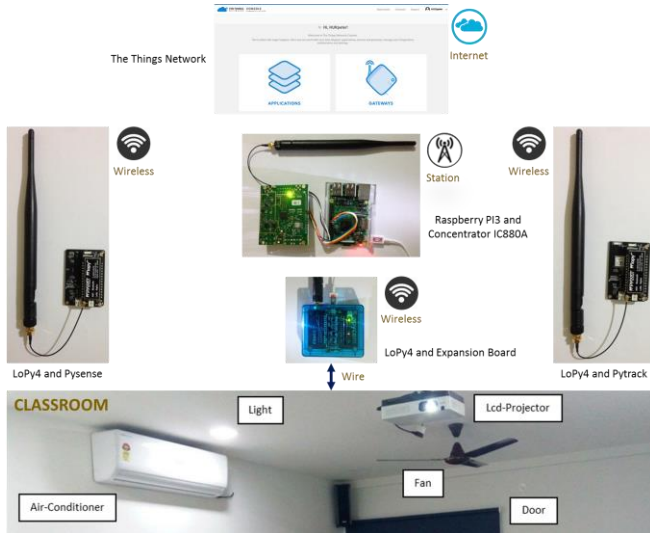 The Things Network
APPLICATIONS
GATEWAYS
Internet
Wireless
Station
Wireless
Raspberry PI3 and
Concentrator IC880A
Wireless
LoPy4 and Pysense
LoPy4 and Expansion Board
LoPy4 and Pytrack
Wire
CLASSROOM
Light
Lcd-Projector
Fan
Air-Conditioner
Door